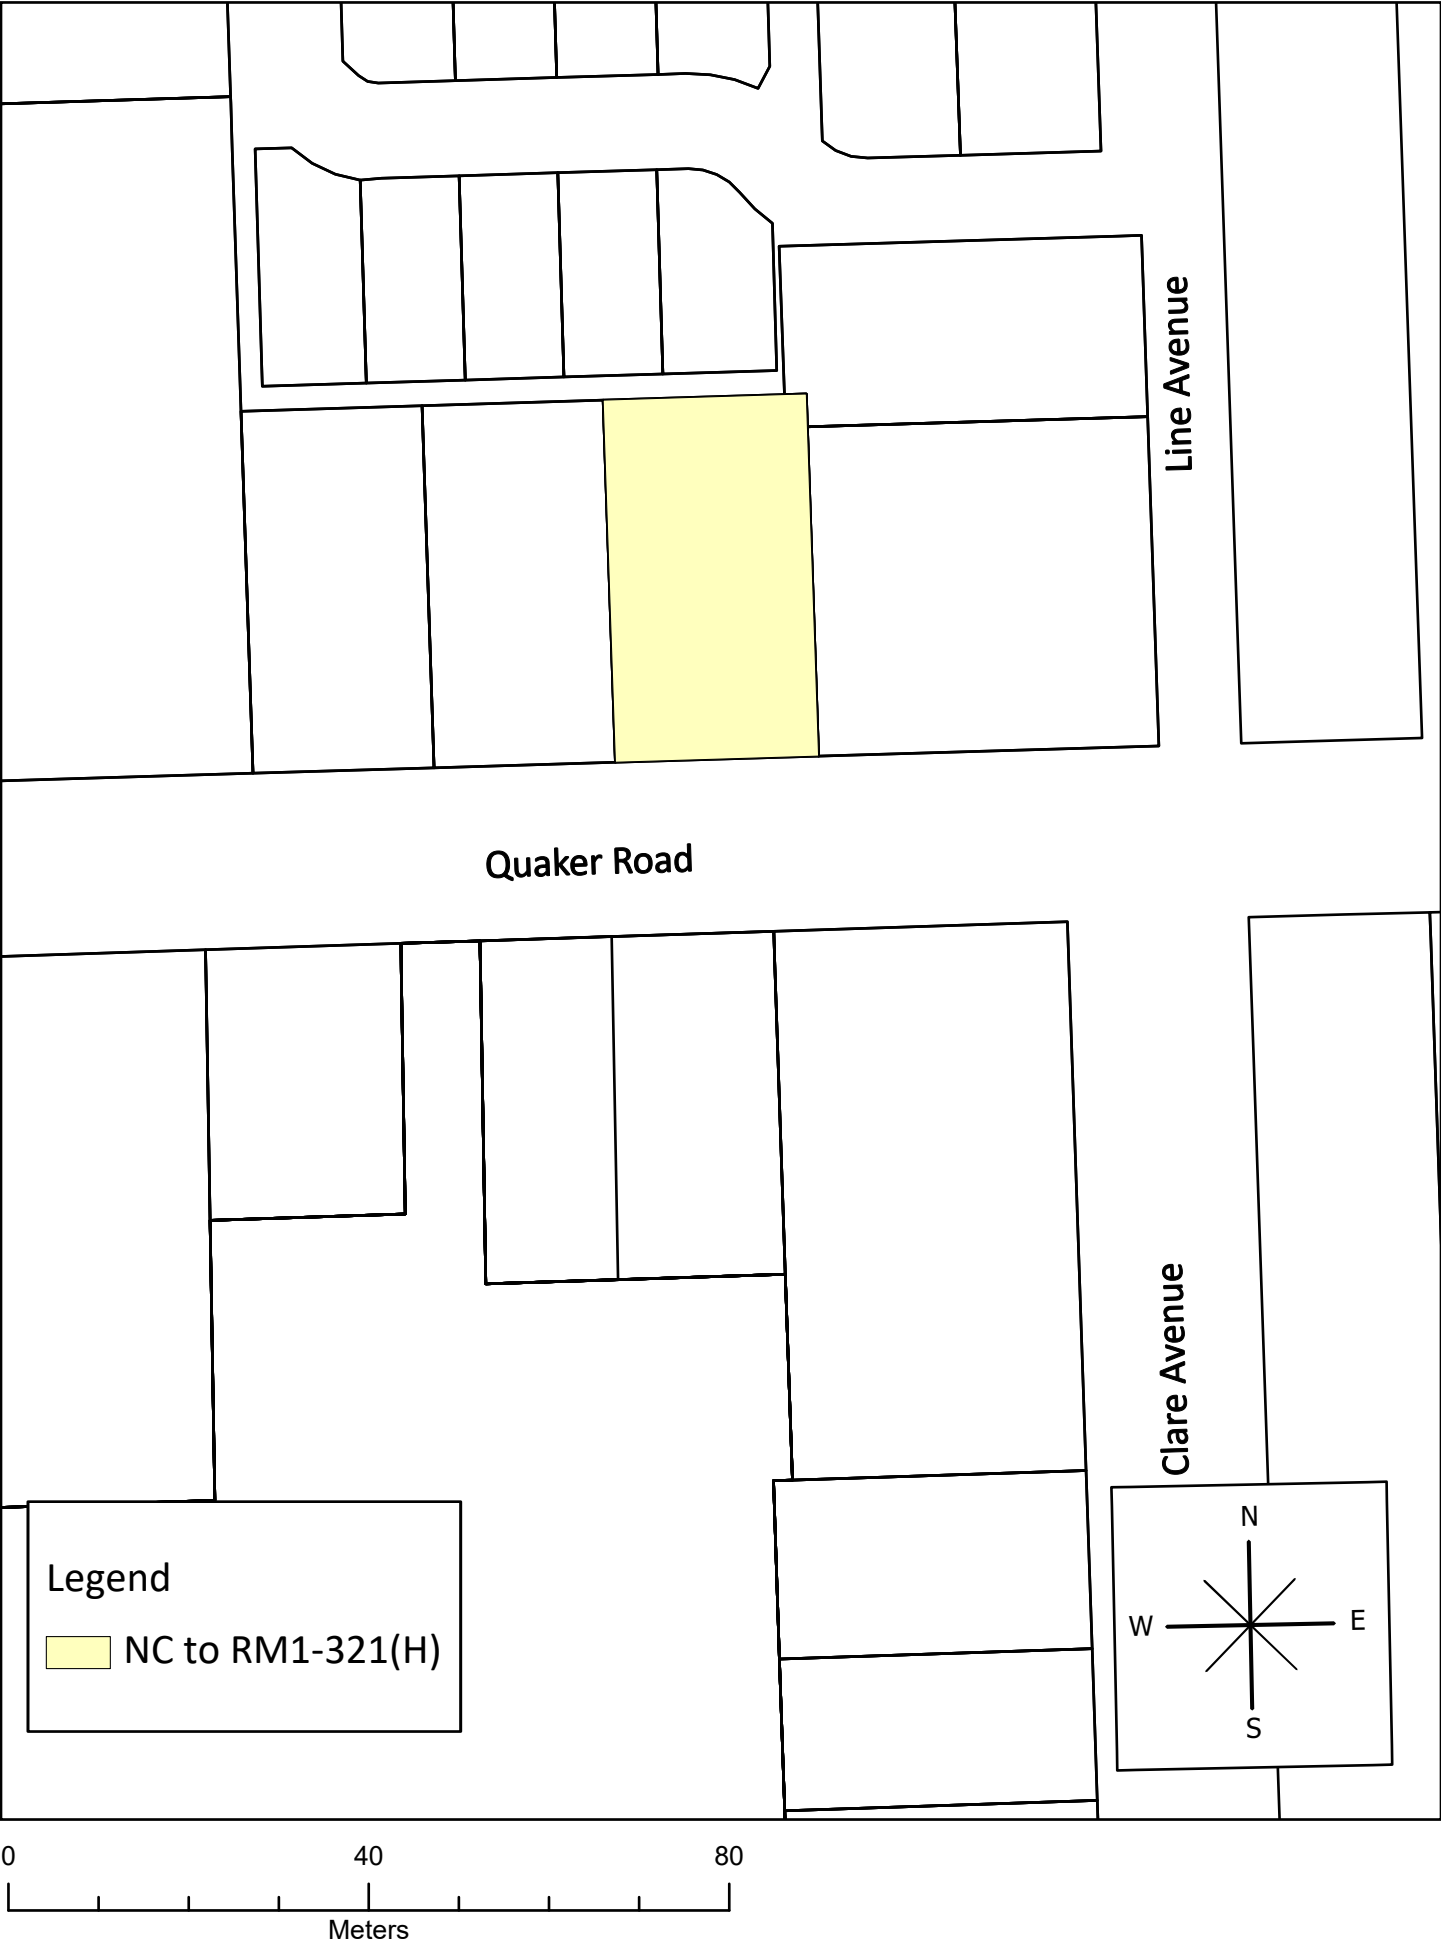 Line Avenue
Quaker Road
Clare Avenue
Legend
NC to RM1-321(H)
N
W
E
S
0
40
80
Meters